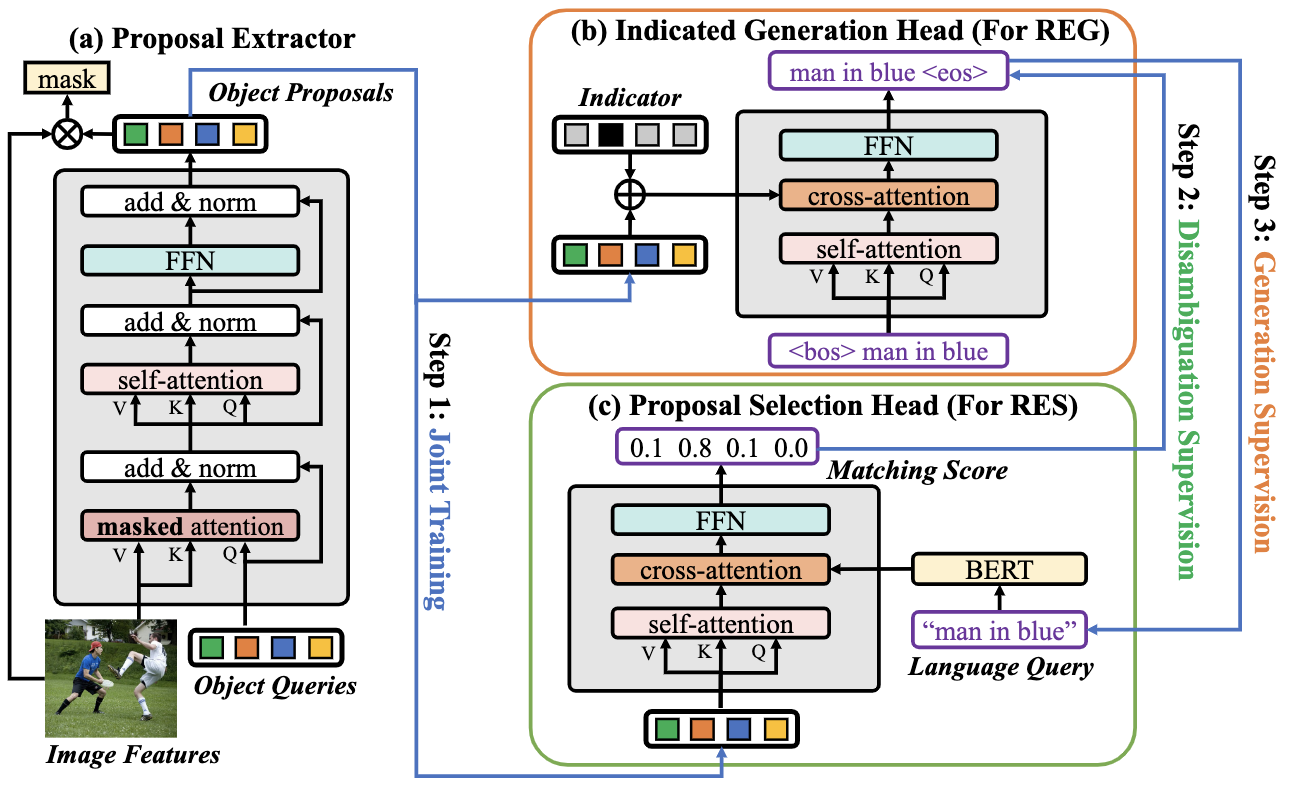 (a) Proposal Extractor
mask
Object Proposals
add & norm
FFN
add & norm
self-attention
V K Q
add & norm
masked attention
V K Q
Object Queries
Image Features
Step 1: Joint Training
(b) Indicated Generation Head (For REG)
man in blue <eos>
Indicator
FFN
cross-attention
self-attention
V K Q
<bos> man in blue
(c) Proposal Selection Head (For RES)
0.1 0.8 0.1 0.0
Matching Score
FFN
cross-attention
BERT
self-attention
V K Q
“man in blue”
Language Query
Step 2: Disambiguation Supervision
Step 3: Generation Supervision